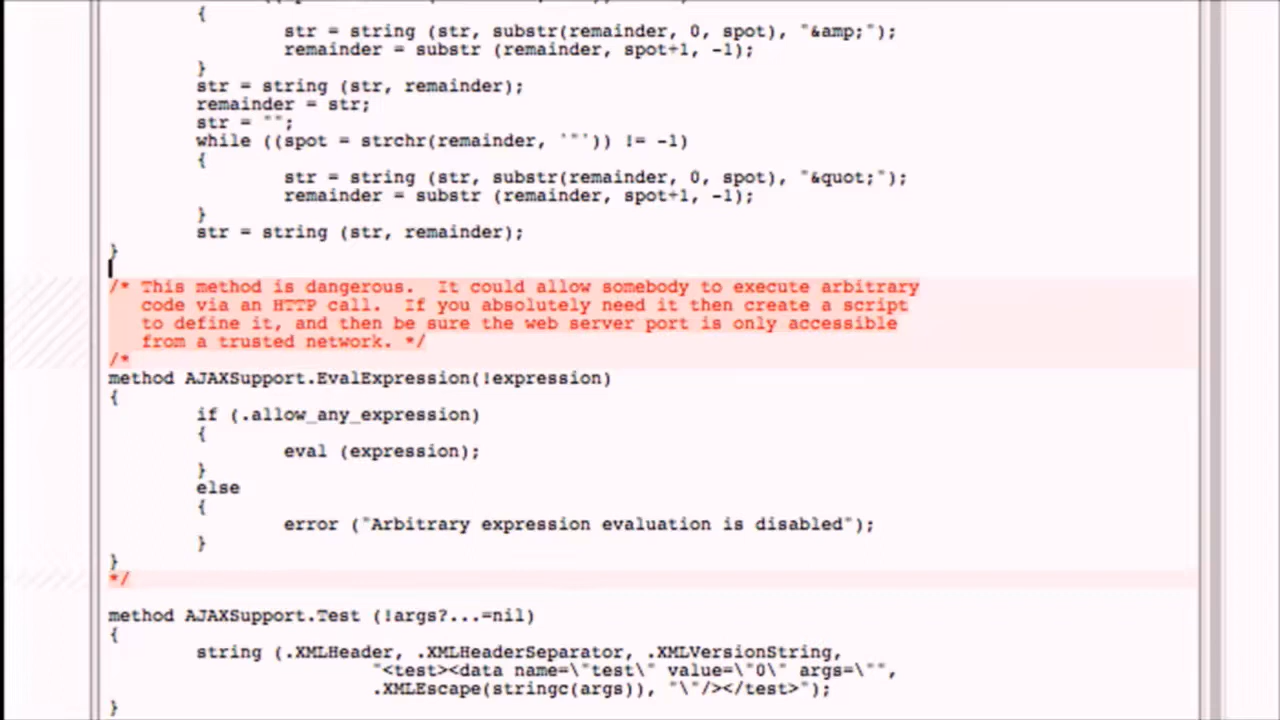 {
str = string (str, substr(remainder, 0, spot), "&amp;");
remainder = substr (remainder, spot+1, -1);
}
str = string (str, remainder);
remainder = str;
str = "";
while ((spot = strchr(remainder, '"')) != -1)
{
str = string (str, substr(remainder, 0, spot), "&quot;");
remainder = substr (remainder, spot+1, -1);
}
str = string (str, remainder);
}
/* This method is dangerous. It could allow somebody to execute arbitrary
code via an HTTP call. If you absolutely need it then create a script
to define it, and then be sure the web server port is only accessible
from a trusted network. */
/*
method AJAXSupport.EvalExpression(!expression)
{
if (.allow_any_expression)
{
eval (expression);
}
else
{
error ("Arbitrary expression evaluation is disabled");
}
}
*/
method AJAXSupport.Test (!args?...=nil)
{
string (.XMLHeader, .XMLHeaderSeparator, .XMLVersionString,
"<test><data name=\"test\" value=\"0\" args=\"",
.XMLEscape(stringc(args)), "\"/></test>");
}